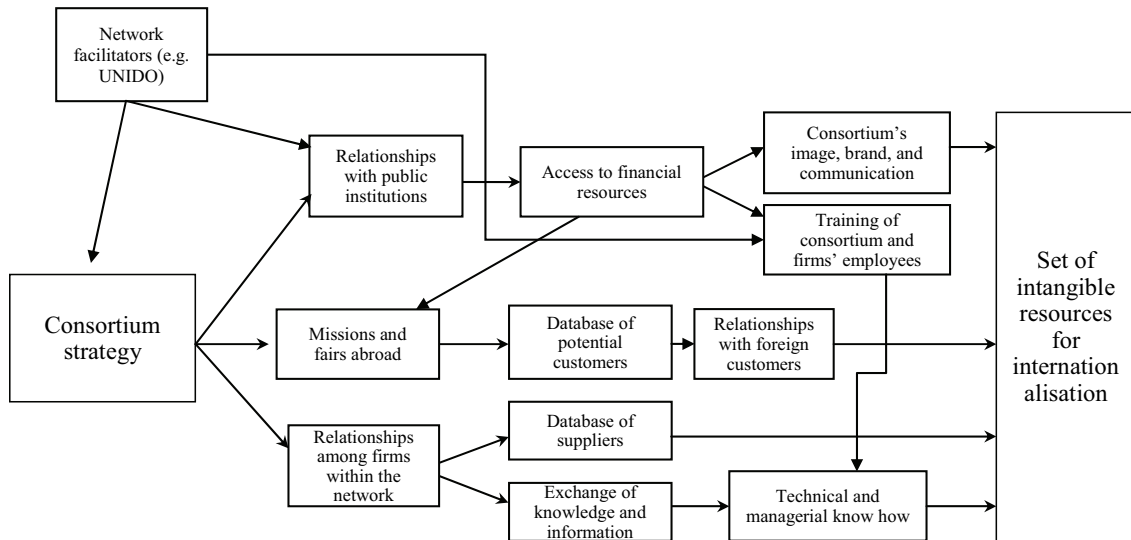 Network
facilitators (e.g.
UNIDO)
Relationships
with public
institutions
Access to financial
resources
Consortium’s
image, brand, and
communication
Training of
consortium and
firms’ employees
Consortium
strategy
Missions and
fairs abroad
Database of
potential
customers
Relationships
with foreign
customers
Relationships
among firms
within the
network
Database of
suppliers
Exchange of
knowledge and
information
Technical and
managerial know how
Set of
intangible
resources
for
internation
alisation